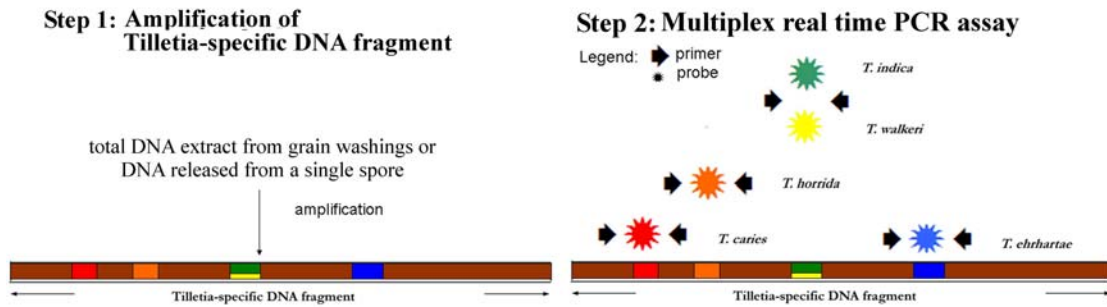 Step 1: Amplification of
Tilletia-specific DNA fragment
total DNA extract from grain washings or
DNA released from a single spore
amplification
Tilletia-specific DNA fragment
Step 2: Multiplex real time PCR assay
Legend: primer
probe
T. indica
T. walkeri
T. horrida
T. caries
T. ehrhartae
Tilletia-specific DNA fragment